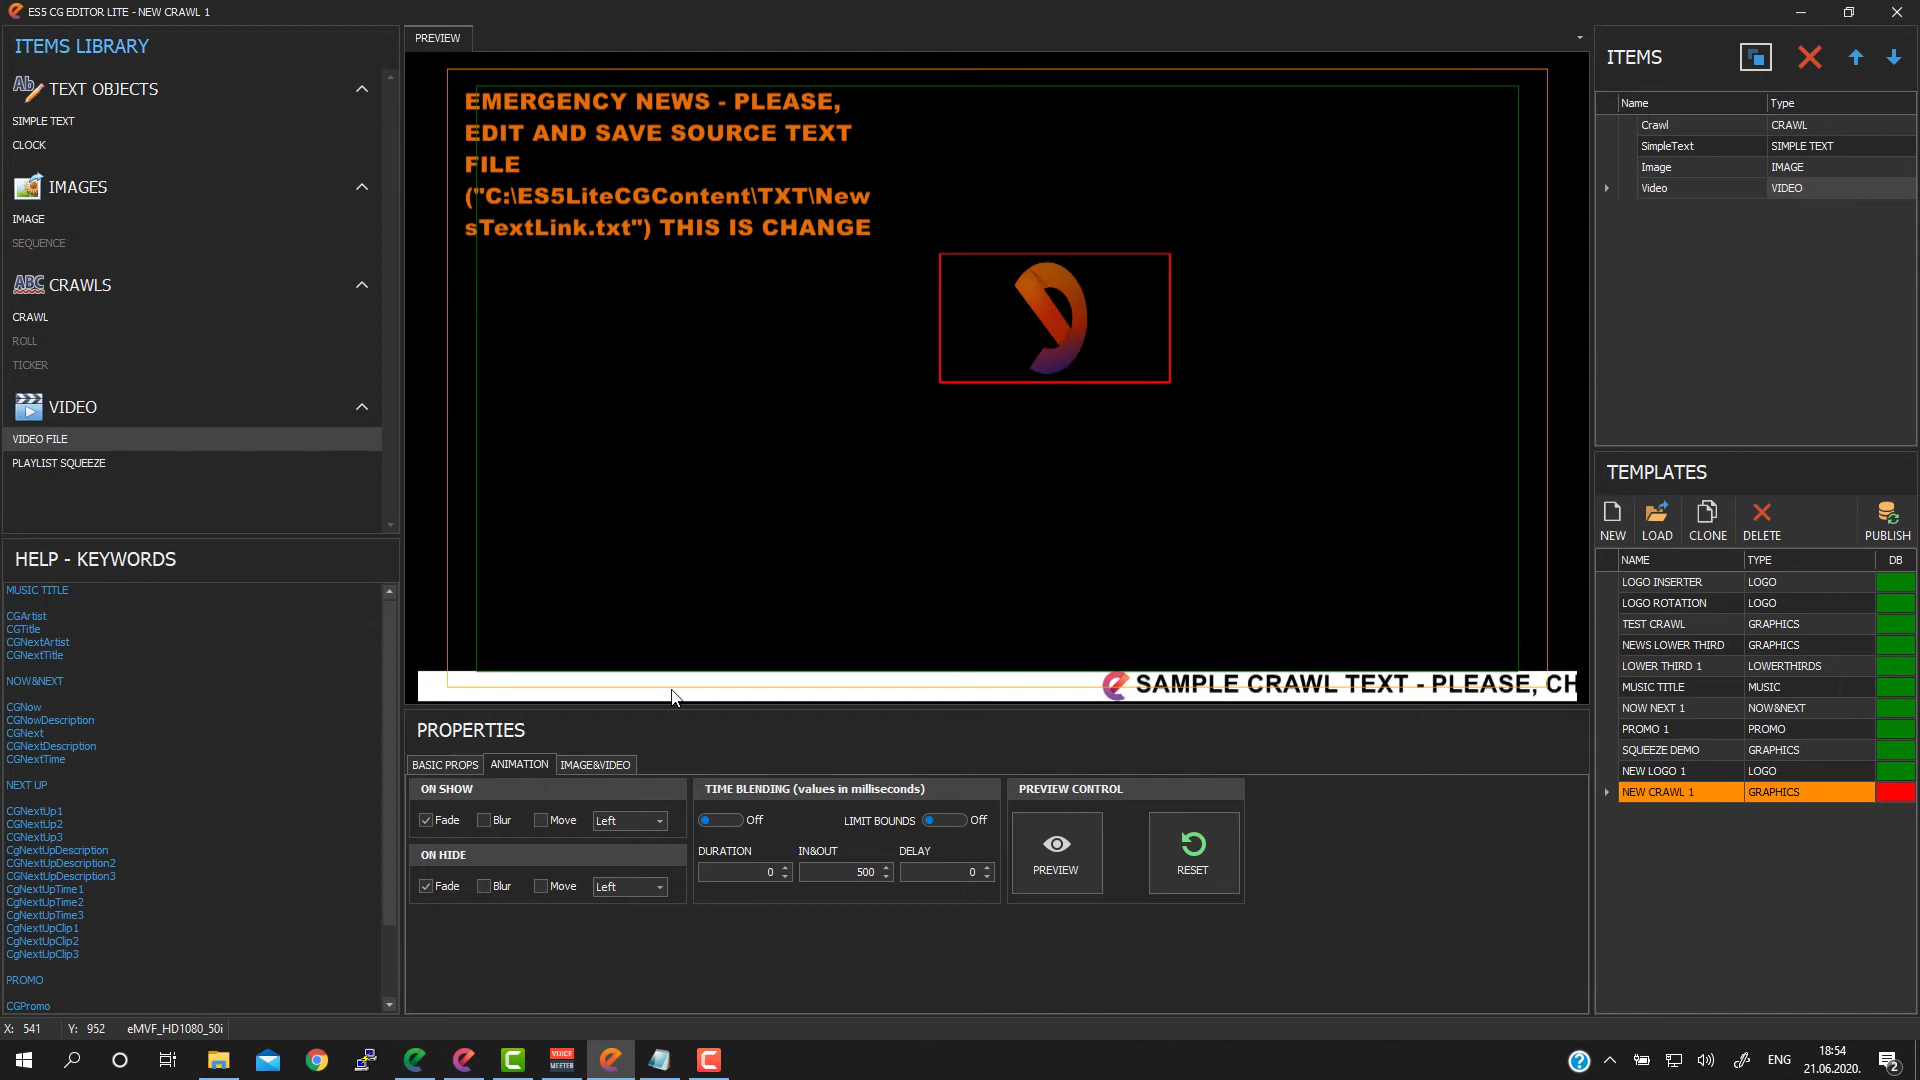 ES5 CG EDITOR LITE - NEW CRAWL 1
ITEMS LIBRARY
TEXT OBJECTS
SIMPLE TEXT
CLOCK
IMAGES
IMAGE
SEQUENCE
CRAWLS
CRAWL
ROLL
TICKER
VIDEO
VIDEO FILE
PLAYLIST SQUEEZE
HELP - KEYWORDS
MUSIC TITLE
CGArtist
CGTitle
CGNextArtist
CGNextTitle
NOW&NEXT
CGNow
CGNowDescription
CGNext
CGNextDescription
CGNextTime
NEXT UP
CGNextUp1
CGNextUp2
CGNextUp3
CgNextUpDescription
CGNextUpDescription2
CGNextUpDescription3
CgNextUpTime1
CgNextUpTime2
CgNextUpTime3
CgNextUpClip1
CgNextUpClip2
CgNextUpClip3
PROMO
CGPromo
PREVIEW
EMERGENCY NEWS - PLEASE,
EDIT AND SAVE SOURCE TEXT
FILE
("C:\ES5LiteCGContent\TXT\New
sTextLink.txt") THIS IS CHANGE
SAMPLE CRAWL TEXT - PLEASE, CH
PROPERTIES
BASIC PROPS ANIMATION IMAGE&VIDEO
ON SHOW
Fade Blur Move Left
ON HIDE
Fade Blur Move Left
TIME BLENDING (values in milliseconds)
Off LIMIT BOUNDS Off
DURATION IN&OUT DELAY
0 500 0
PREVIEW CONTROL
PREVIEW RESET
ITEMS
Name Type
Crawl CRAWL
SimpleText SIMPLE TEXT
Image IMAGE
Video VIDEO
TEMPLATES
NEW LOAD CLONE DELETE PUBLISH
NAME TYPE DB
LOGO INSERTER LOGO
LOGO ROTATION LOGO
TEST CRAWL GRAPHICS
NEWS LOWER THIRD GRAPHICS
LOWER THIRD 1 LOWERTHIRDS
MUSIC TITLE MUSIC
NOW NEXT 1 NOW&NEXT
PROMO 1 PROMO
SQUEEZE DEMO GRAPHICS
NEW LOGO 1 LOGO
NEW CRAWL 1 GRAPHICS
X: 541 Y: 952 eMVF_HD1080_50i
VOICE
MEETER
ENG
18:54
21.06.2020.
2